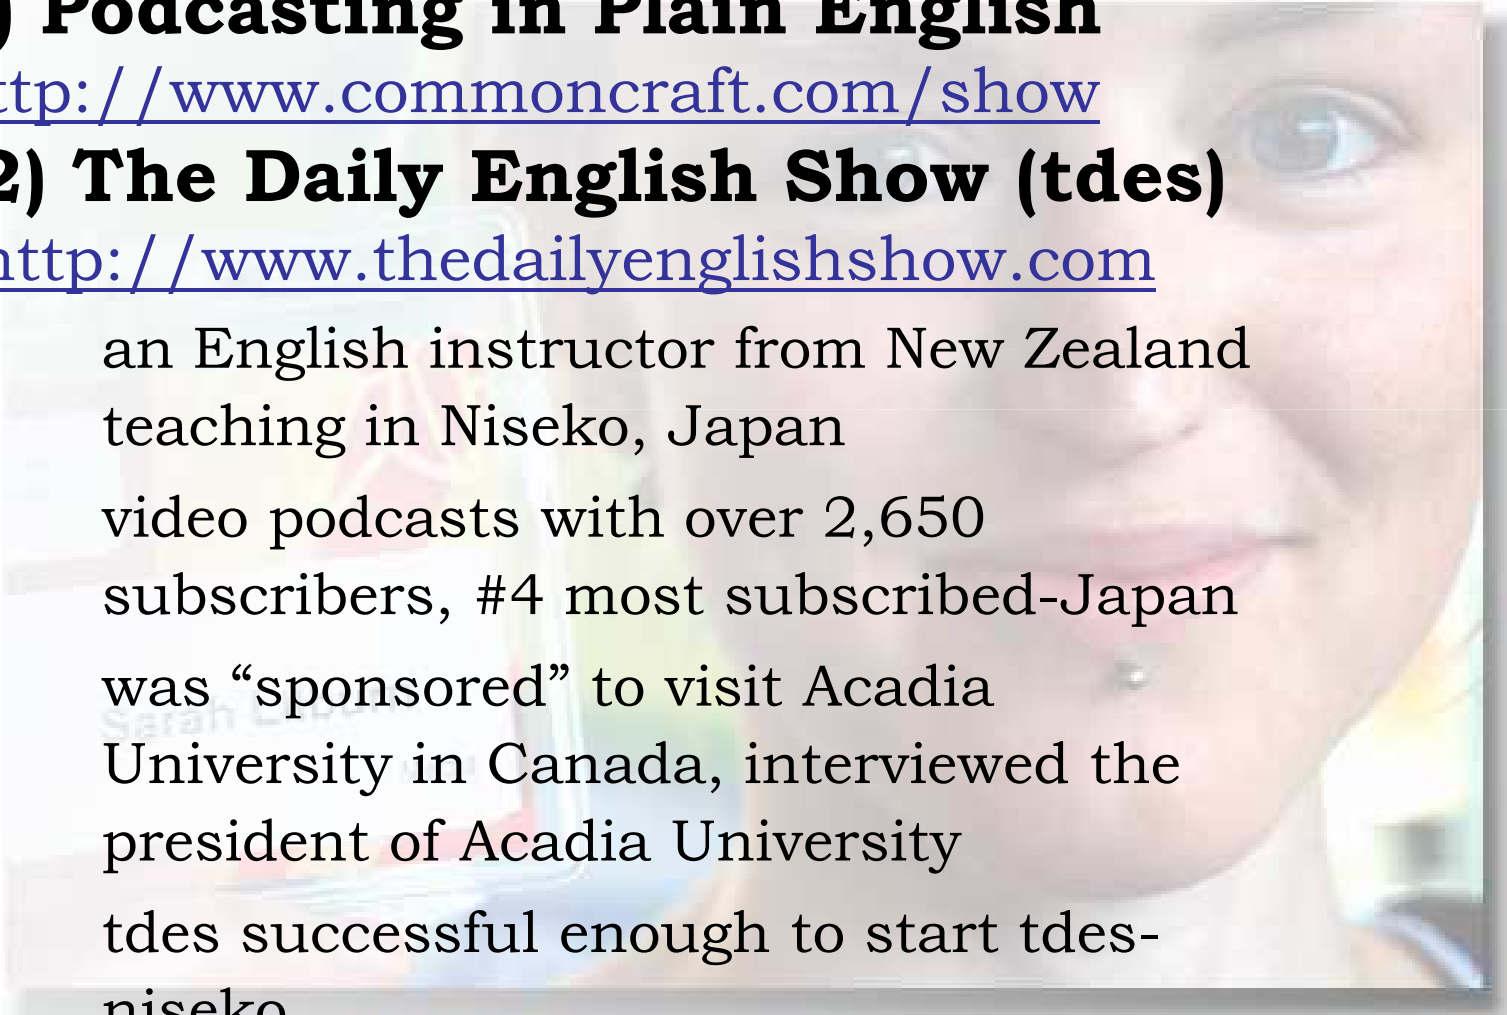 ) Podcasting in Plain English
ttp://www.commoncraft.com/show
2) The Daily English Show (tdes)
http://www.thedailyenglishshow.com
an English instructor from New Zealand
teaching in Niseko, Japan
video podcasts with over 2,650
subscribers, #4 most subscribed-Japan
was “sponsored” to visit Acadia
Sarah
University in Canada, interviewed the
president of Acadia University
tdes successful enough to start tdes-
niseko